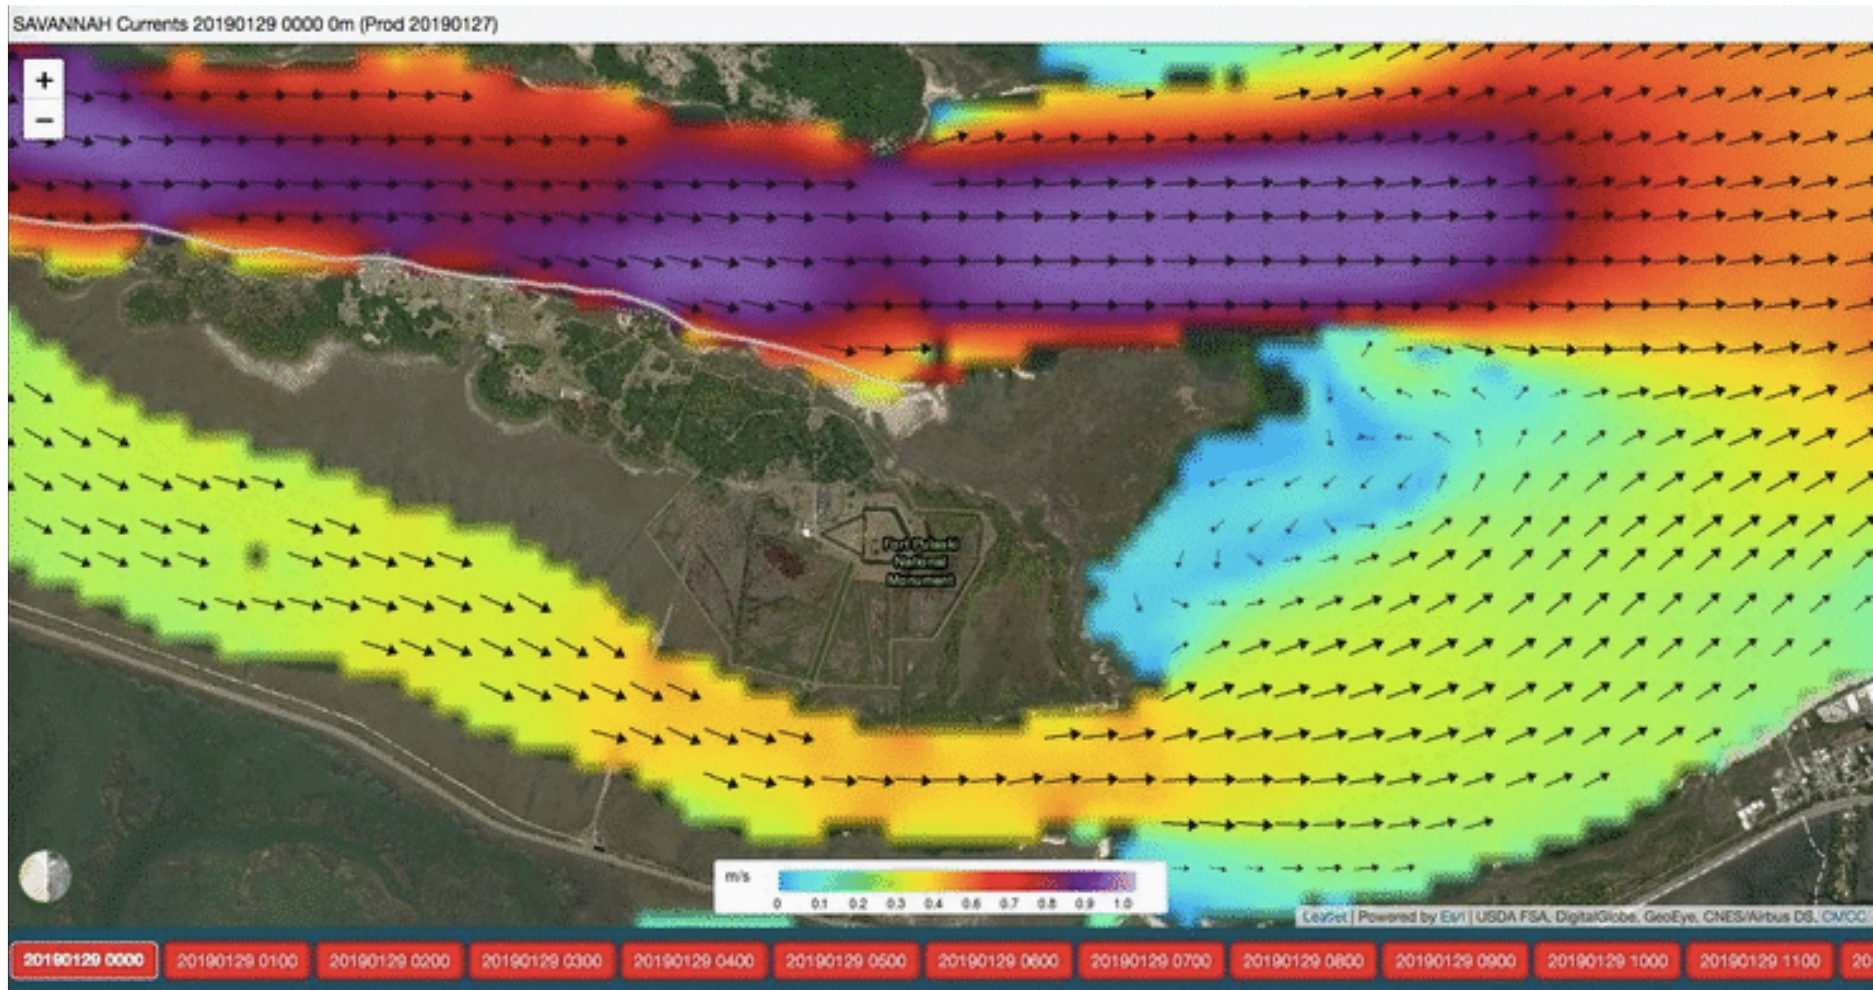 SAVANNAH Currents 20190129 0000 0m (Prod 20190127)
+
−
Fort Pulaski
National
Monument
m/s
0 0.1 0.2 0.3 0.4 0.6 0.7 0.8 0.9 1.0
Leaflet | Powered by Esri | USDA FSA, DigitalGlobe, GeoEye, CNES/Airbus DS, CMCC
20190129 0000 20190129 0100 20190129 0200 20190129 0300 20190129 0400 20190129 0500 20190129 0600 20190129 0700 20190129 0800 20190129 0900 20190129 1000 20190129 1100 20